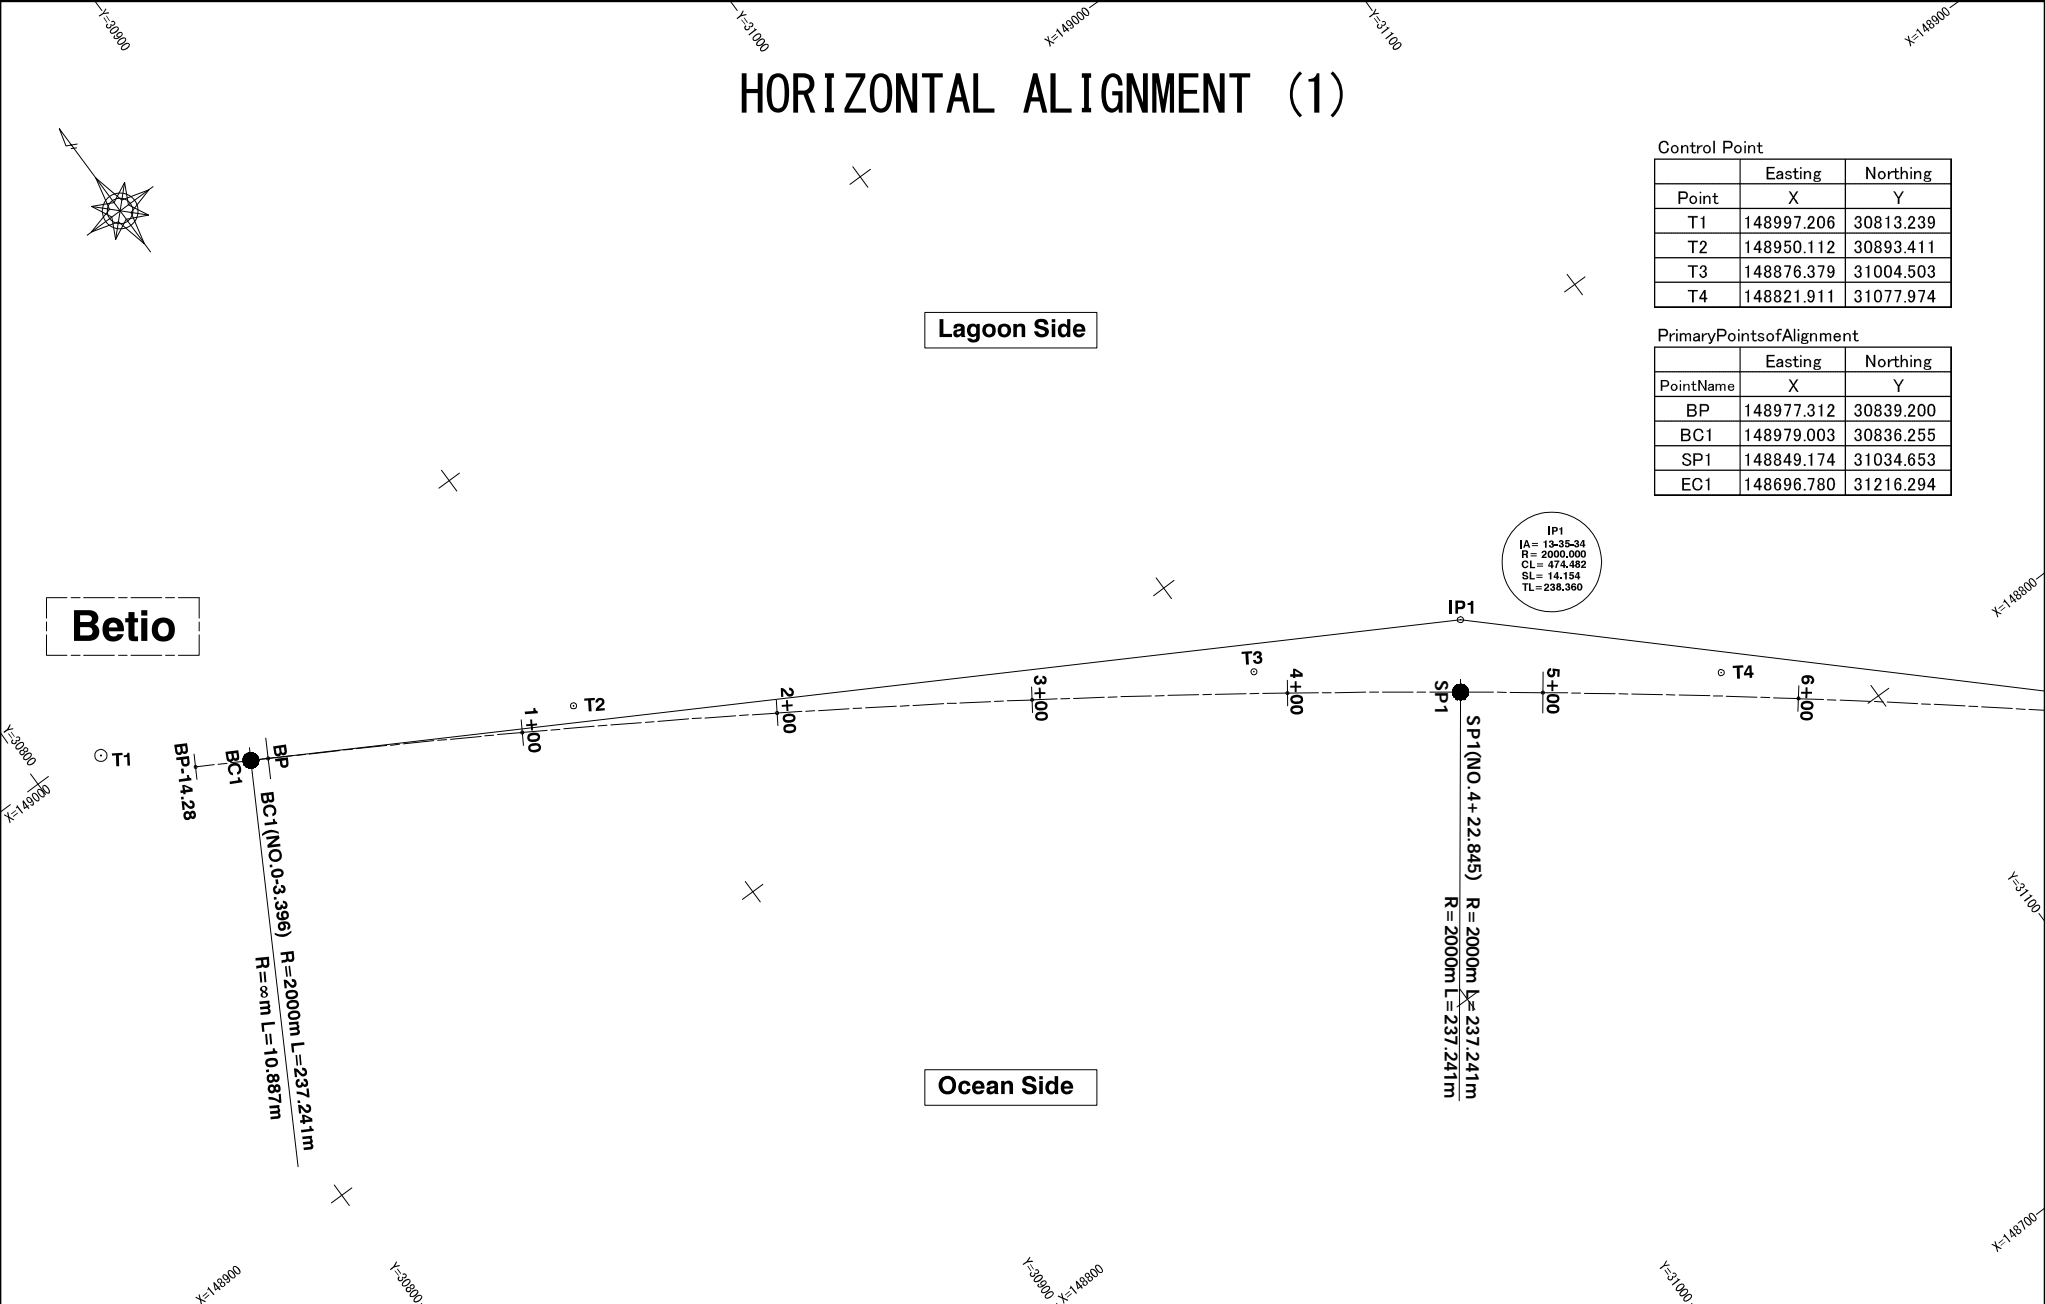 Y=30900
Y=31000
X=149000
Y=31100
X=148900
HORIZONTAL ALIGNMENT (1)
Control Point
Easting Northing
Point X Y
T1 148997.206 30813.239
T2 148950.112 30893.411
T3 148876.379 31004.503
T4 148821.911 31077.974
PrimaryPointsofAlignment
Easting Northing
PointName X Y
BP 148977.312 30839.200
BC1 148979.003 30836.255
SP1 148849.174 31034.653
EC1 148696.780 31216.294
Lagoon Side
IP1
IA= 13-35-34
R= 2000.000
CL= 474.482
SL= 14.154
TL=238.360
X=148800
Betio
IP1
T3
T4
T2
T1
Y=30800
X=149000
BP-14.28
BC1
BP
1+00
2+00
3+00
4+00
SP1
5+00
6+00
BC1(NO.0-3.396) R=2000m L=237.241m
R=∞m L=10.887m
SP1(NO.4+22.845) R=2000m L=237.241m
R=2000m L=237.241m
Y=31100
Ocean Side
X=148700
X=148900
Y=30800
Y=30900
X=148800
Y=31000